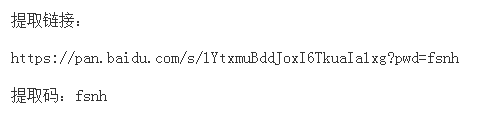 提取链接：
https://pan.baidu.com/s/1YtxmuBddJoxI6TkuaIa1xg?pwd=fsnh
提取码：fsnh